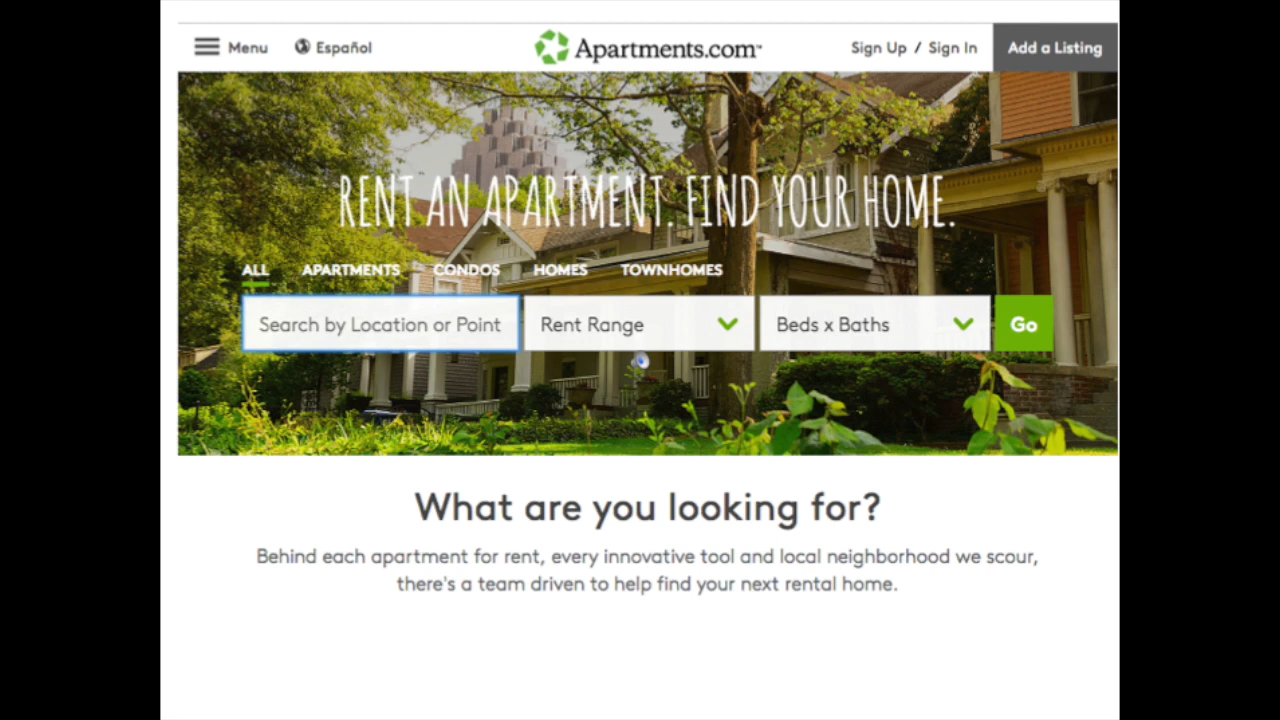 Menu Español Apartments.com™ Sign Up / Sign In Add a Listing
RENT AN APARTMENT. FIND YOUR HOME.
ALL APARTMENTS CONDOS HOMES TOWNHOMES
Search by Location or Point Rent Range Beds x Baths Go
What are you looking for?
Behind each apartment for rent, every innovative tool and local neighborhood we scour,
there's a team driven to help find your next rental home.